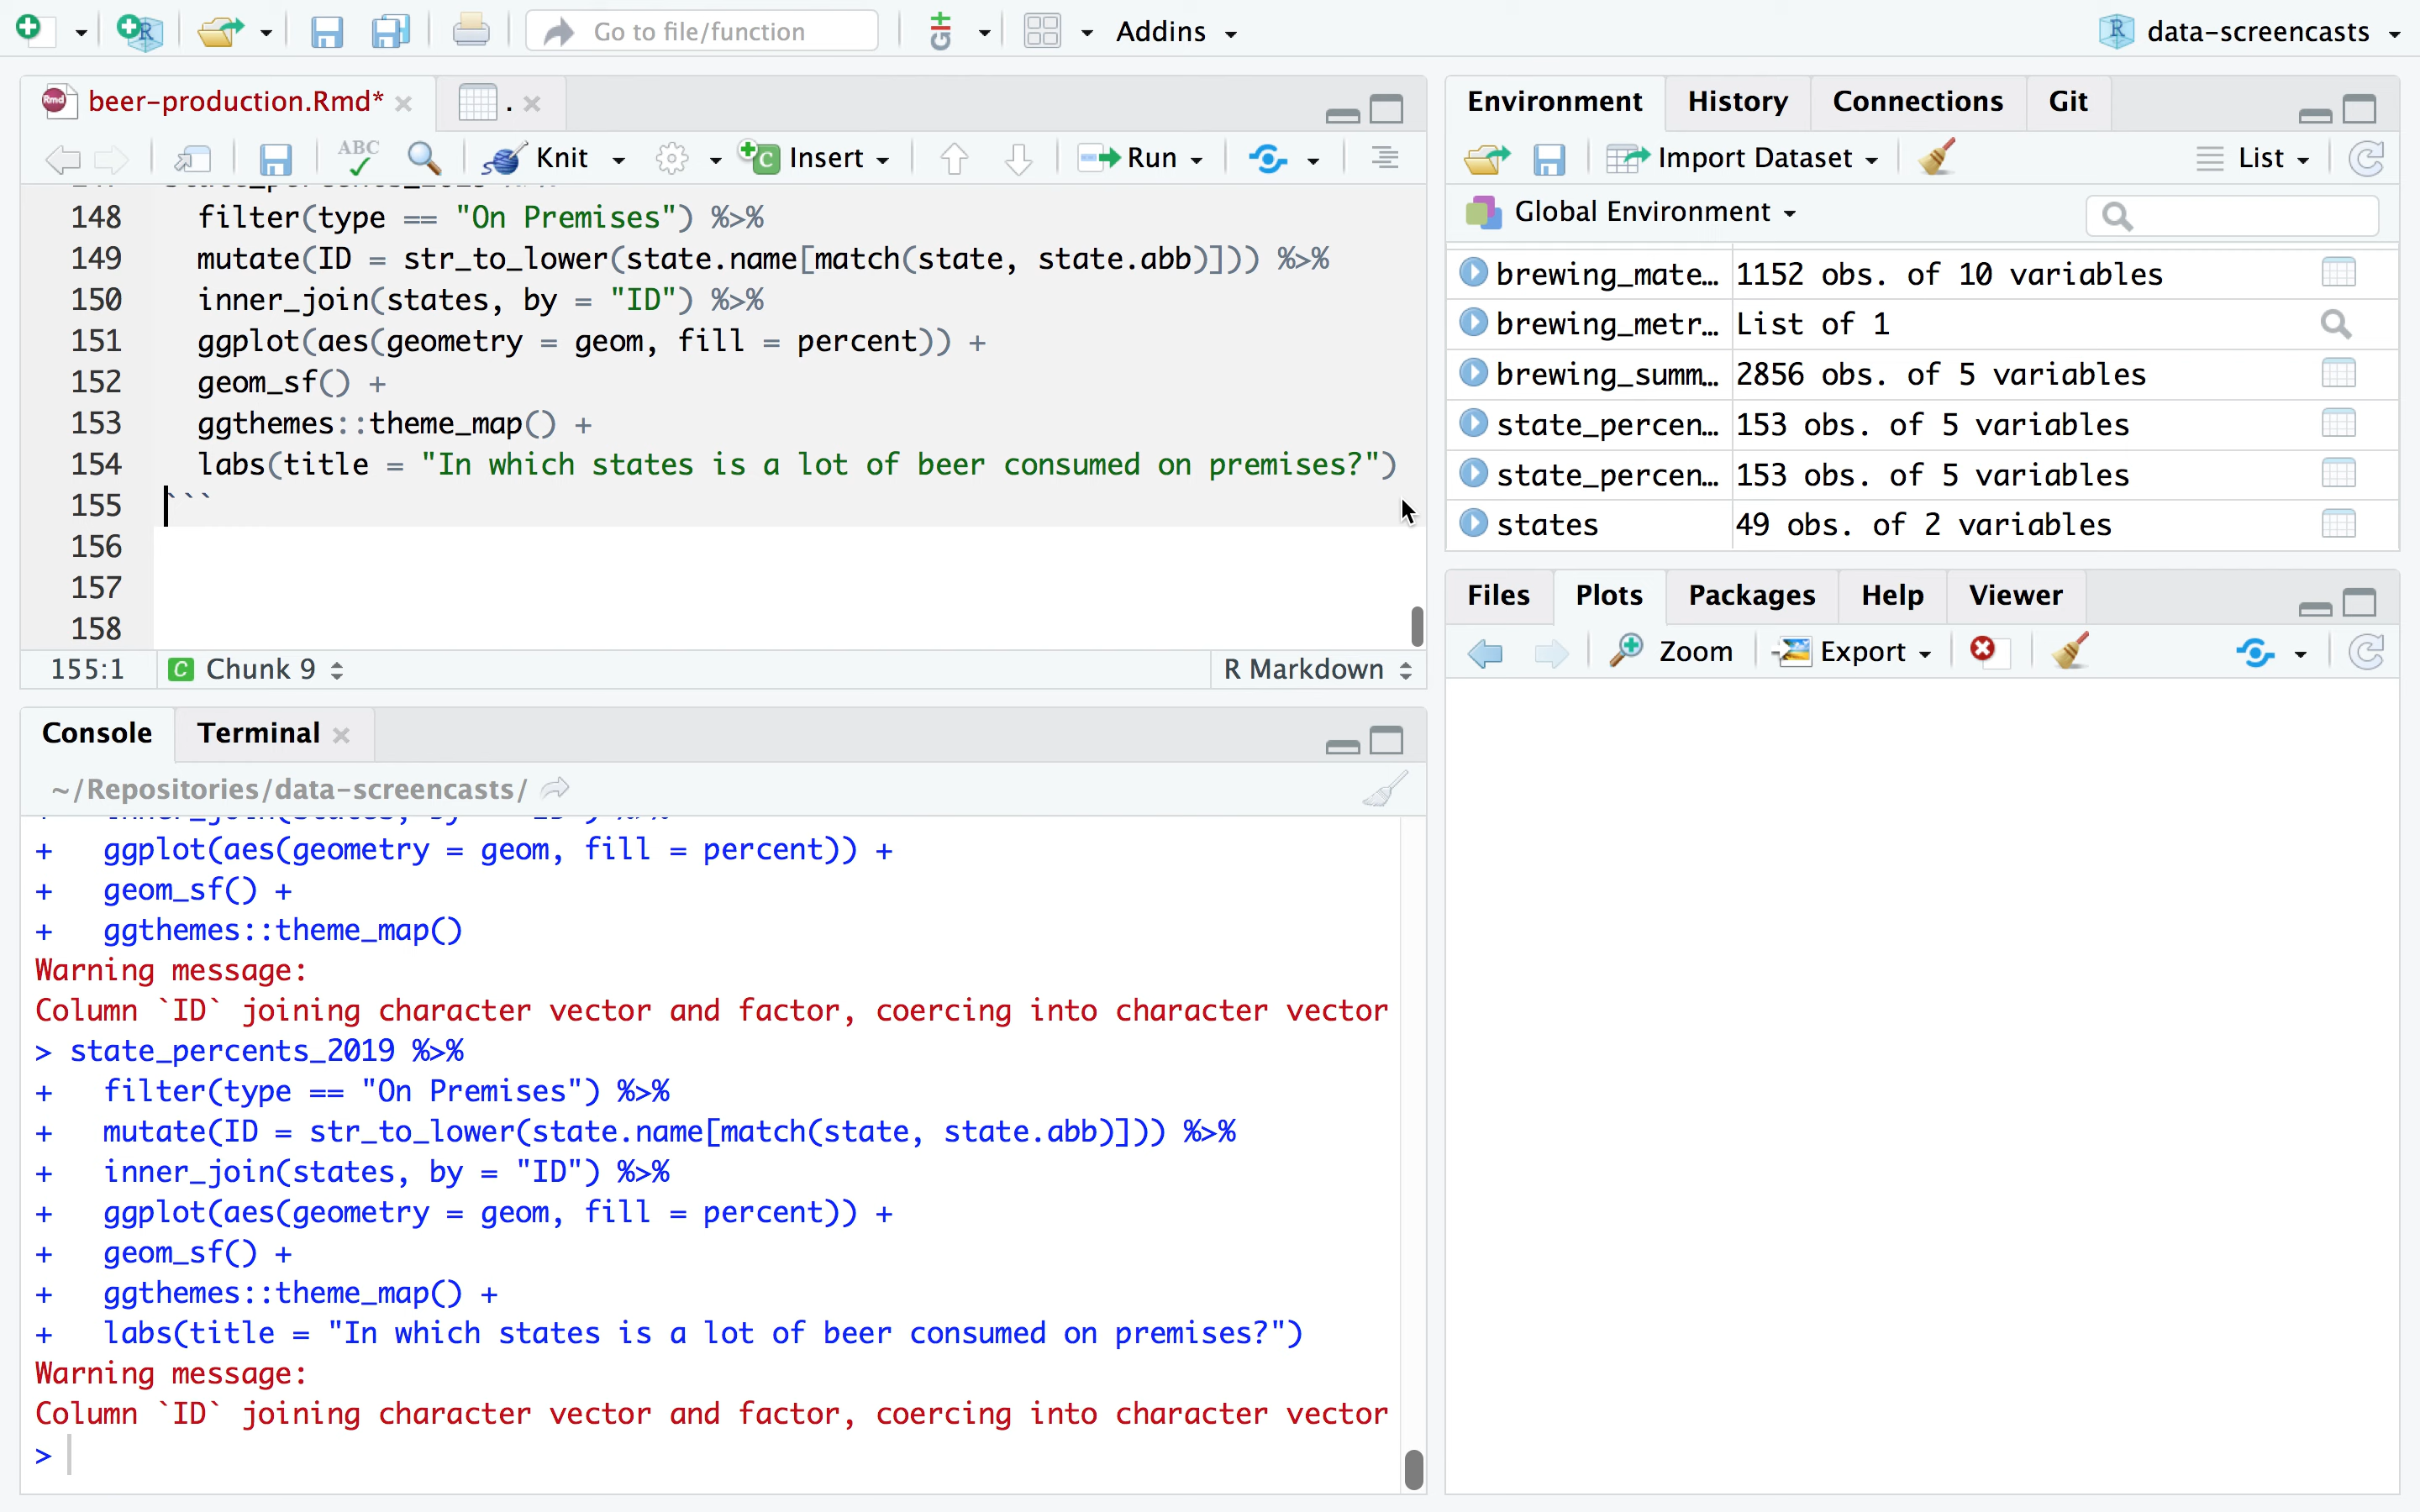 Go to file/function
Addins
data-screencasts
beer-production.Rmd*
.
ABC
Knit
Insert
Run
148 filter(type == "On Premises") %>%
149 mutate(ID = str_to_lower(state.name[match(state, state.abb)])) %>%
150 inner_join(states, by = "ID") %>%
151 ggplot(aes(geometry = geom, fill = percent)) +
152 geom_sf() +
153 ggthemes::theme_map() +
154 labs(title = "In which states is a lot of beer consumed on premises?")
155 ```
156
157
158
155:1 C Chunk 9 R Markdown
Console Terminal
~/Repositories/data-screencasts/
+ ggplot(aes(geometry = geom, fill = percent)) +
+ geom_sf() +
+ ggthemes::theme_map()
Warning message:
Column `ID` joining character vector and factor, coercing into character vector
> state_percents_2019 %>%
+ filter(type == "On Premises") %>%
+ mutate(ID = str_to_lower(state.name[match(state, state.abb)])) %>%
+ inner_join(states, by = "ID") %>%
+ ggplot(aes(geometry = geom, fill = percent)) +
+ geom_sf() +
+ ggthemes::theme_map() +
+ labs(title = "In which states is a lot of beer consumed on premises?")
Warning message:
Column `ID` joining character vector and factor, coercing into character vector
>
Environment History Connections Git
Import Dataset List
Global Environment
brewing_mate... 1152 obs. of 10 variables
brewing_metr... List of 1
brewing_summ... 2856 obs. of 5 variables
state_percen... 153 obs. of 5 variables
state_percen... 153 obs. of 5 variables
states 49 obs. of 2 variables
Files Plots Packages Help Viewer
Zoom Export